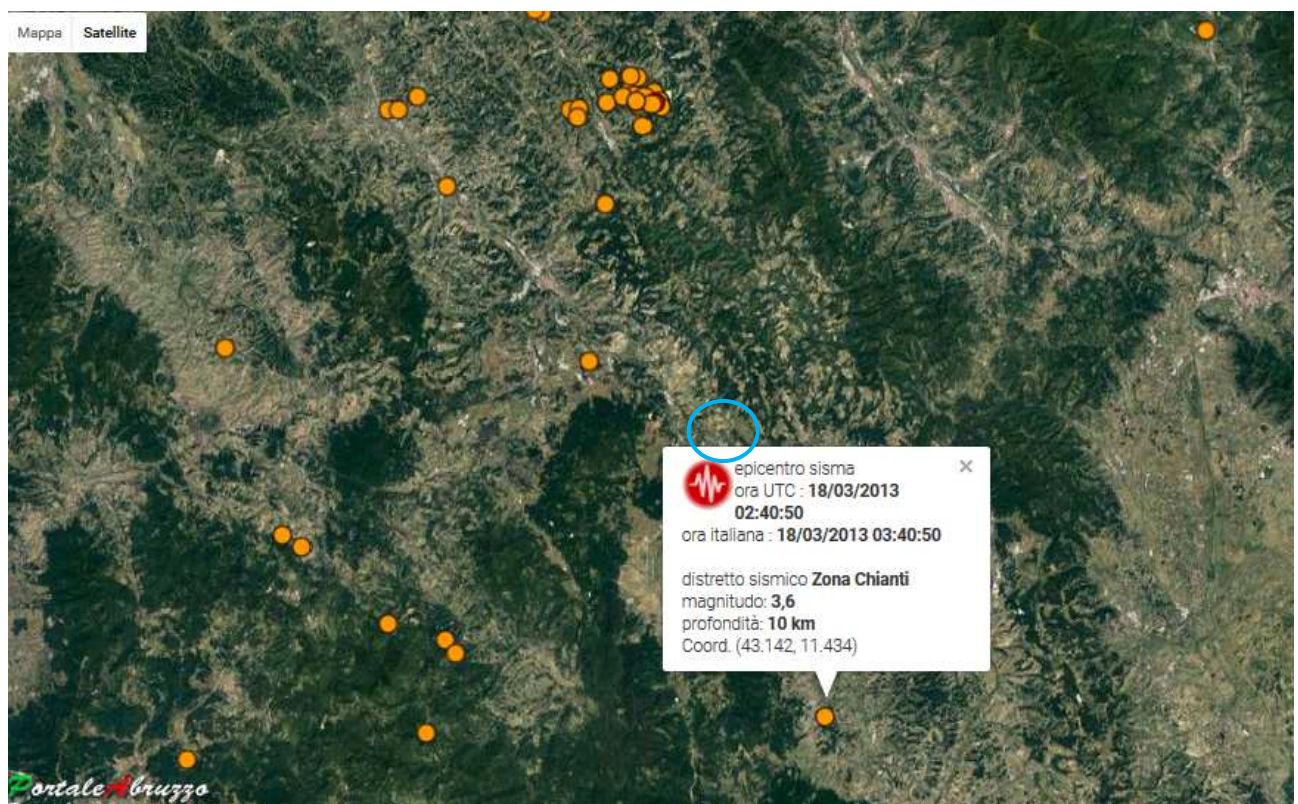 Mappa Satellite
epicentro sisma
ora UTC : 18/03/2013
02:40:50
ora italiana : 18/03/2013 03:40:50
distretto sismico Zona Chianti
magnitudo: 3,6
profondità: 10 km
Coord. (43.142, 11.434)
PortaleAbruzzo